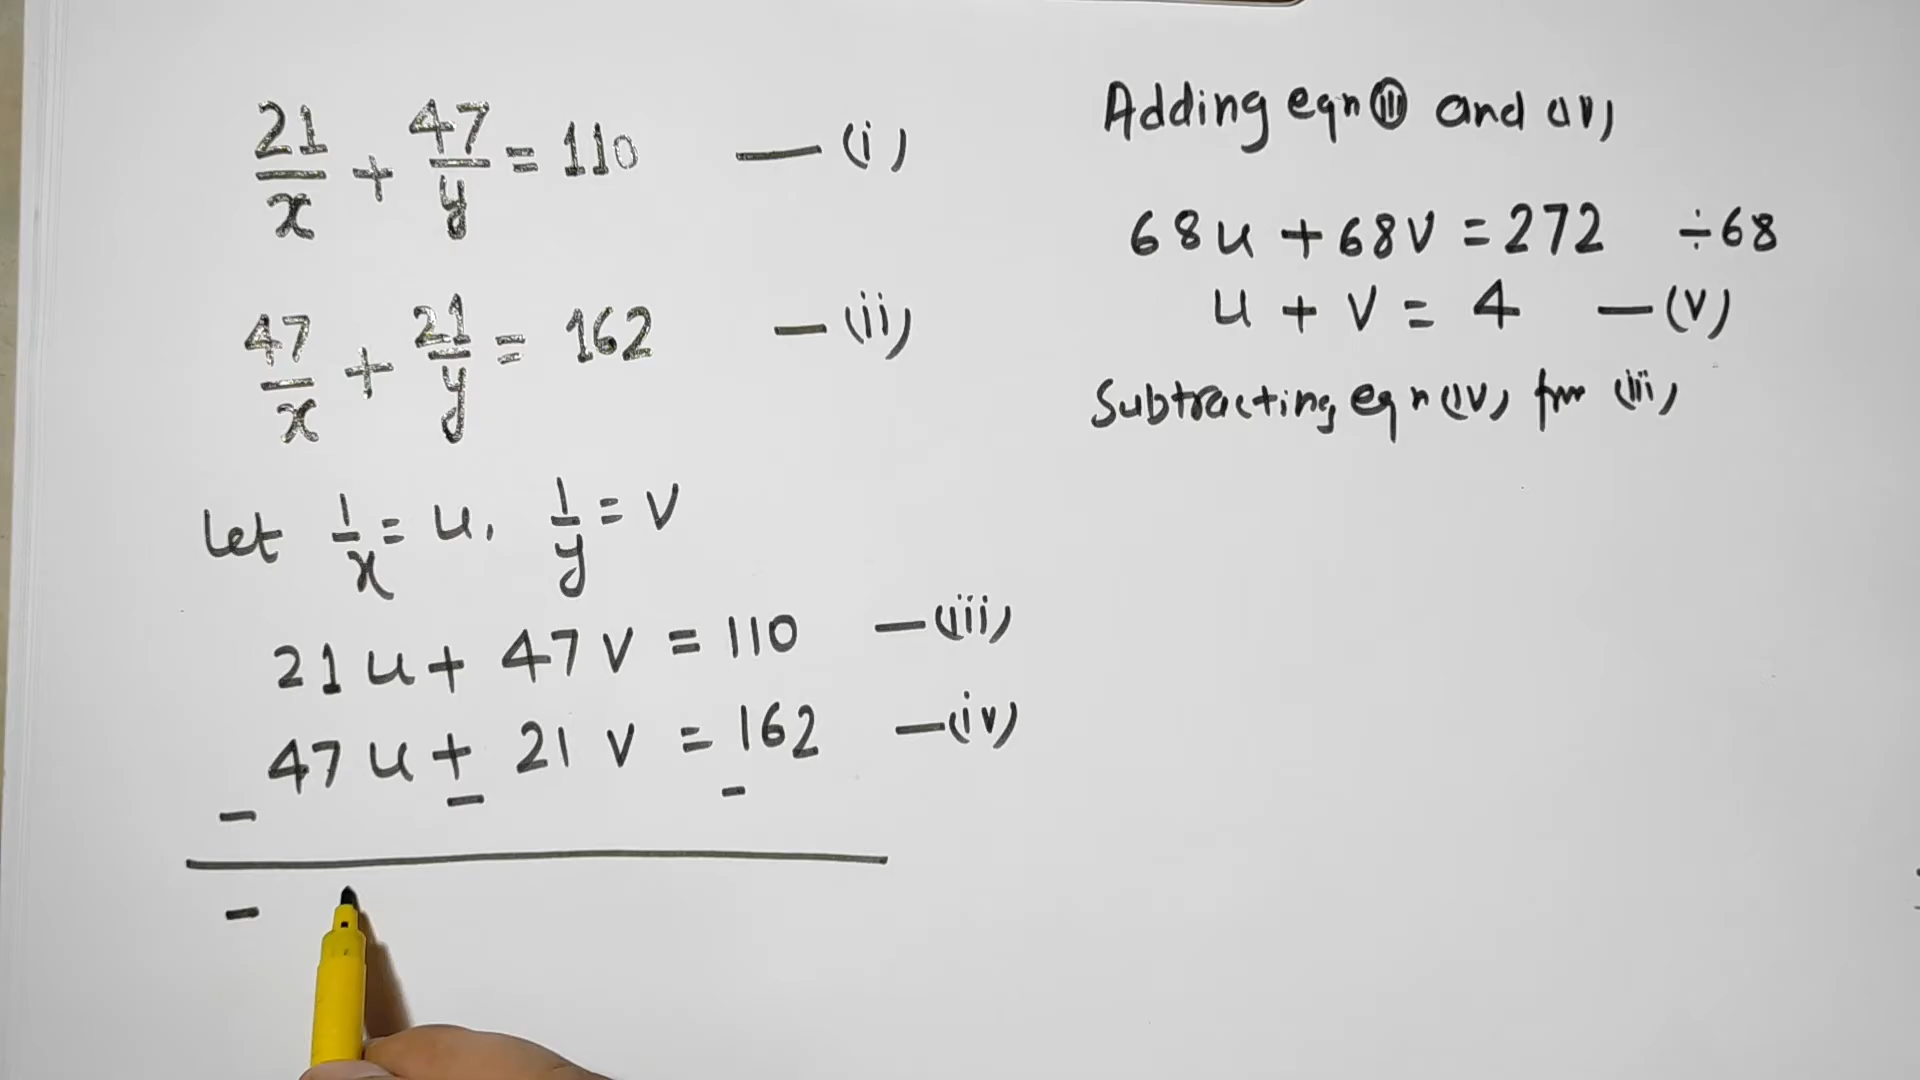 21/x + 47/y = 110 — (i)
47/x + 21/y = 162 — (ii)
Let 1/x = u, 1/y = v
21u + 47v = 110 — (iii)
47u + 21v = 162 — (iv)
- - -
-
Adding eqn (iii) and (iv)
68u + 68v = 272 ÷68
u + v = 4 — (v)
Subtracting eqn (iv) from (iii)